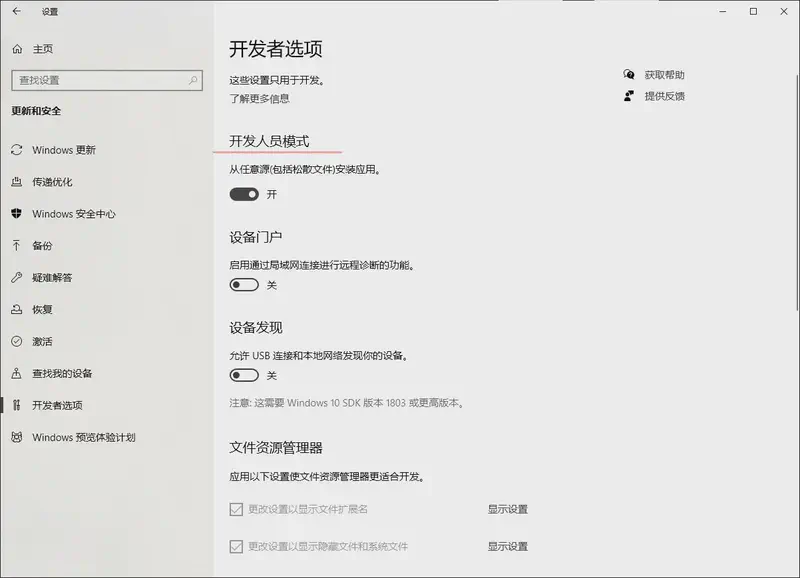 设置
主页
查找设置
更新和安全
Windows 更新
传递优化
Windows 安全中心
备份
疑难解答
恢复
激活
查找我的设备
开发者选项
Windows 预览体验计划
开发者选项
这些设置只用于开发。
了解更多信息
开发人员模式
从任意源(包括松散文件)安装应用。
开
设备门户
启用通过局域网连接进行远程诊断的功能。
关
设备发现
允许 USB 连接和本地网络发现你的设备。
关
注意: 这需要 Windows 10 SDK 版本 1803 或更高版本。
文件资源管理器
应用以下设置使文件资源管理器更适合开发。
更改设置以显示文件扩展名 显示设置
更改设置以显示隐藏文件和系统文件 显示设置
获取帮助
提供反馈